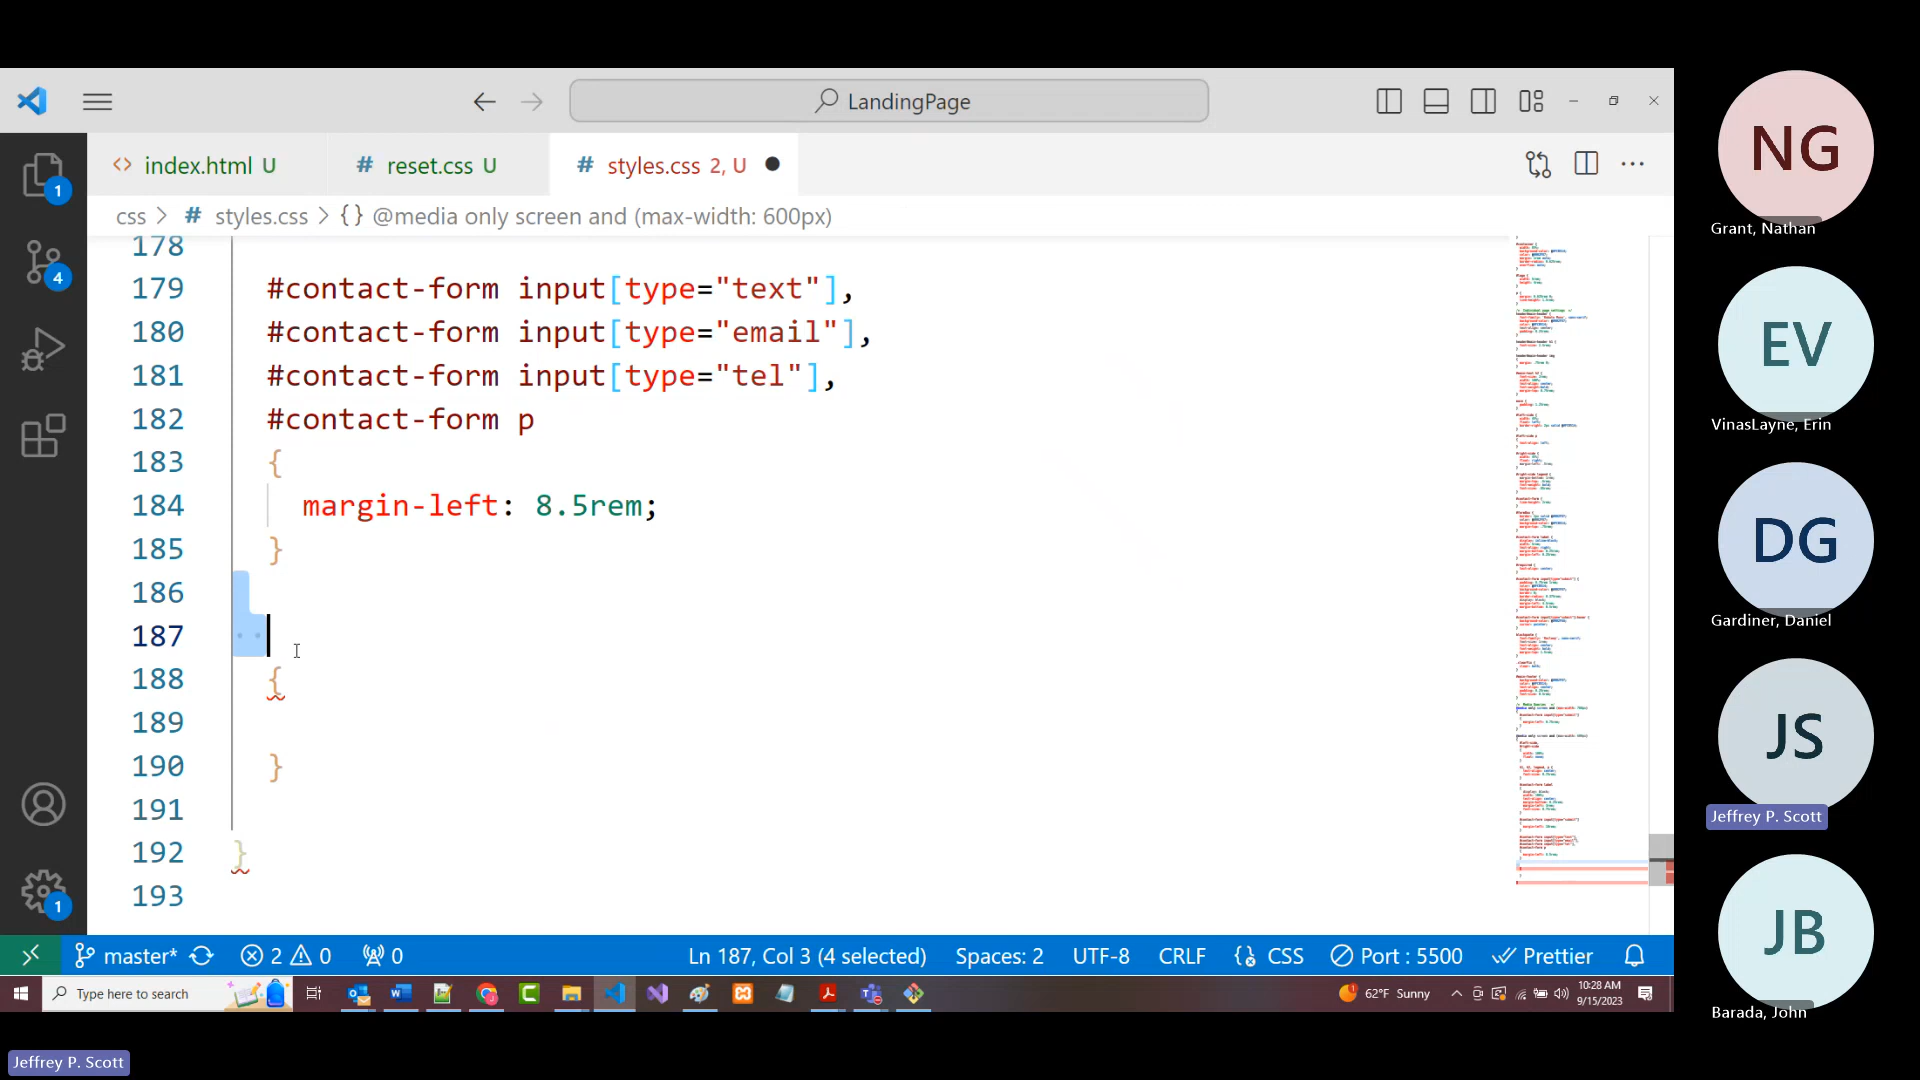 LandingPage
index.html U
reset.css U
styles.css 2, U
css > # styles.css > {} @media only screen and (max-width: 600px)
178
179 #contact-form input[type="text"],
180 #contact-form input[type="email"],
181 #contact-form input[type="tel"],
182 #contact-form p
183 {
184 margin-left: 8.5rem;
185 }
186
187
188 {
189
190 }
191
192 }
193
1
4
1
master*
2 0
0
Ln 187, Col 3 (4 selected)
Spaces: 2
UTF-8
CRLF
CSS
Port : 5500
Prettier
Type here to search
62°F Sunny
10:28 AM
9/15/2023
NG
Grant, Nathan
EV
VinasLayne, Erin
DG
Gardiner, Daniel
JS
Jeffrey P. Scott
JB
Barada, John
Jeffrey P. Scott